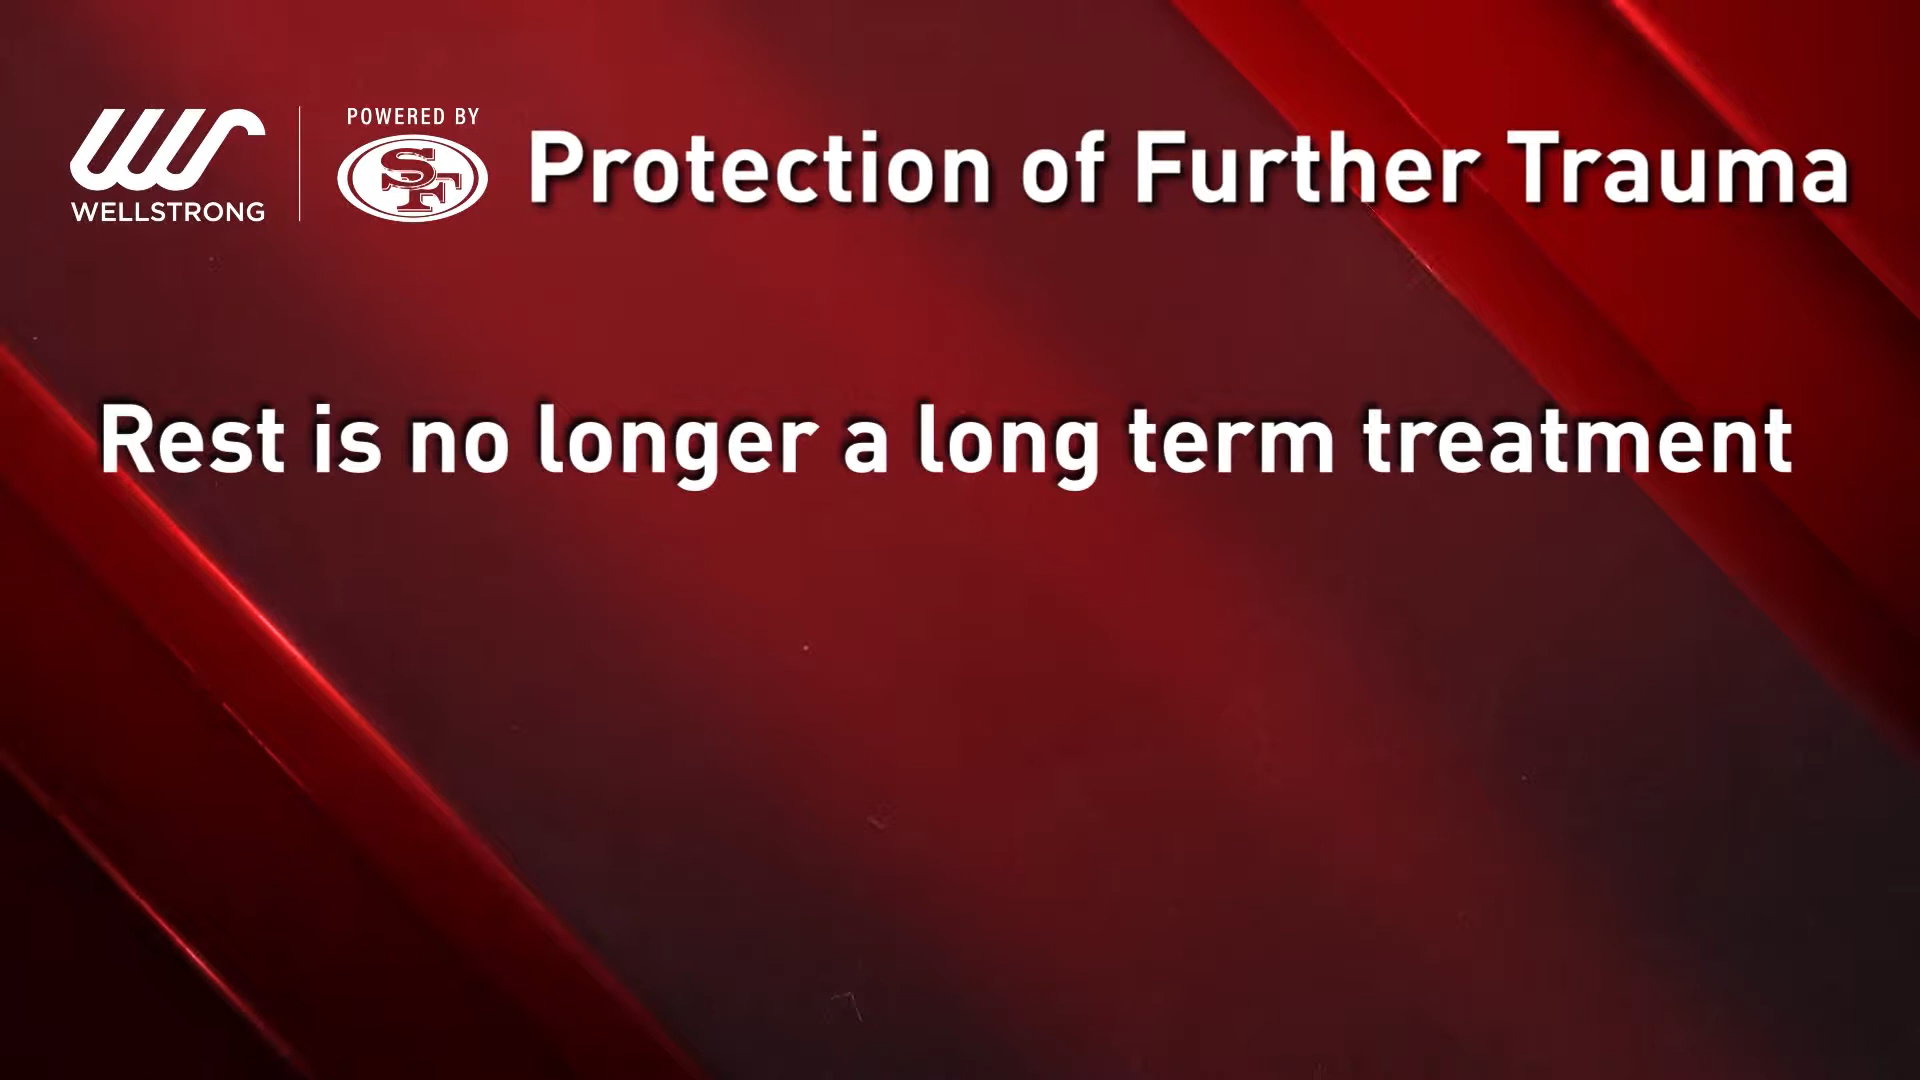 WELLSTRONG
POWERED BY
SF
Protection of Further Trauma
Rest is no longer a long term treatment